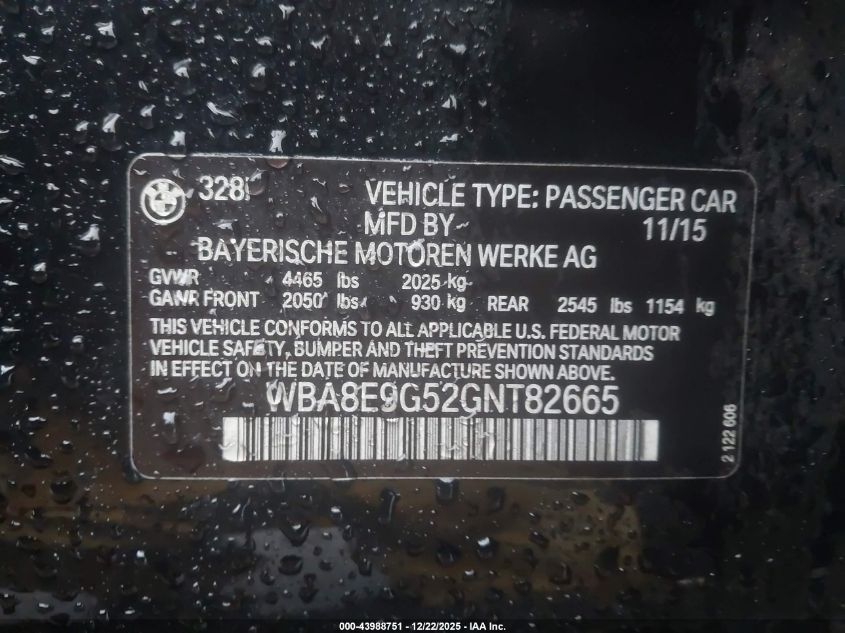 328i VEHICLE TYPE: PASSENGER CAR
MFD BY 11/15
BAYERISCHE MOTOREN WERKE AG
GVWR 4465 lbs 2025 kg
GAWR FRONT 2050 lbs 930 kg REAR 2545 lbs 1154 kg
THIS VEHICLE CONFORMS TO ALL APPLICABLE U.S. FEDERAL MOTOR
VEHICLE SAFETY, BUMPER AND THEFT PREVENTION STANDARDS
IN EFFECT ON THE DATE OF MANUFACTURE SHOWN ABOVE.
WBA8E9G52GNT82665
2 122 606
000-43988751 - 12/22/2025 - IAA Inc.